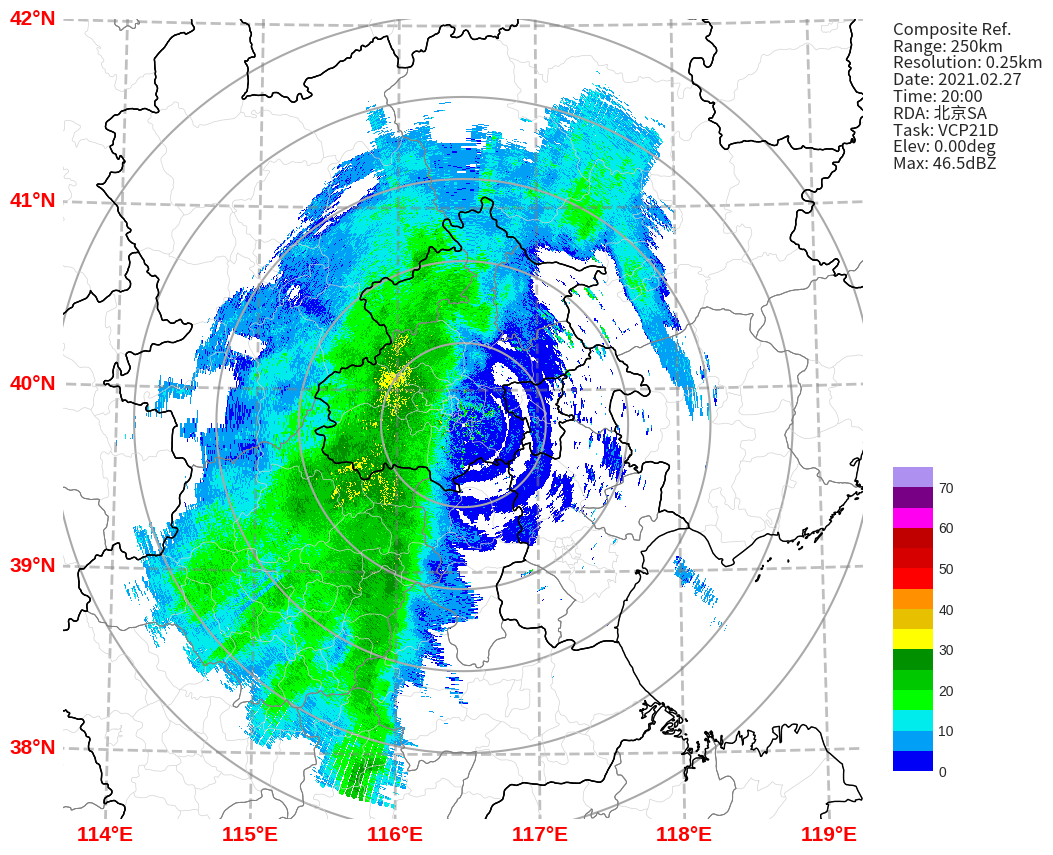 42°N
41°N
40°N
39°N
38°N
114°E 115°E 116°E 117°E 118°E 119°E
Composite Ref.
Range: 250km
Resolution: 0.25km
Date: 2021.02.27
Time: 20:00
RDA: 北京SA
Task: VCP21D
Elev: 0.00deg
Max: 46.5dBZ
70
60
50
40
30
20
10
0